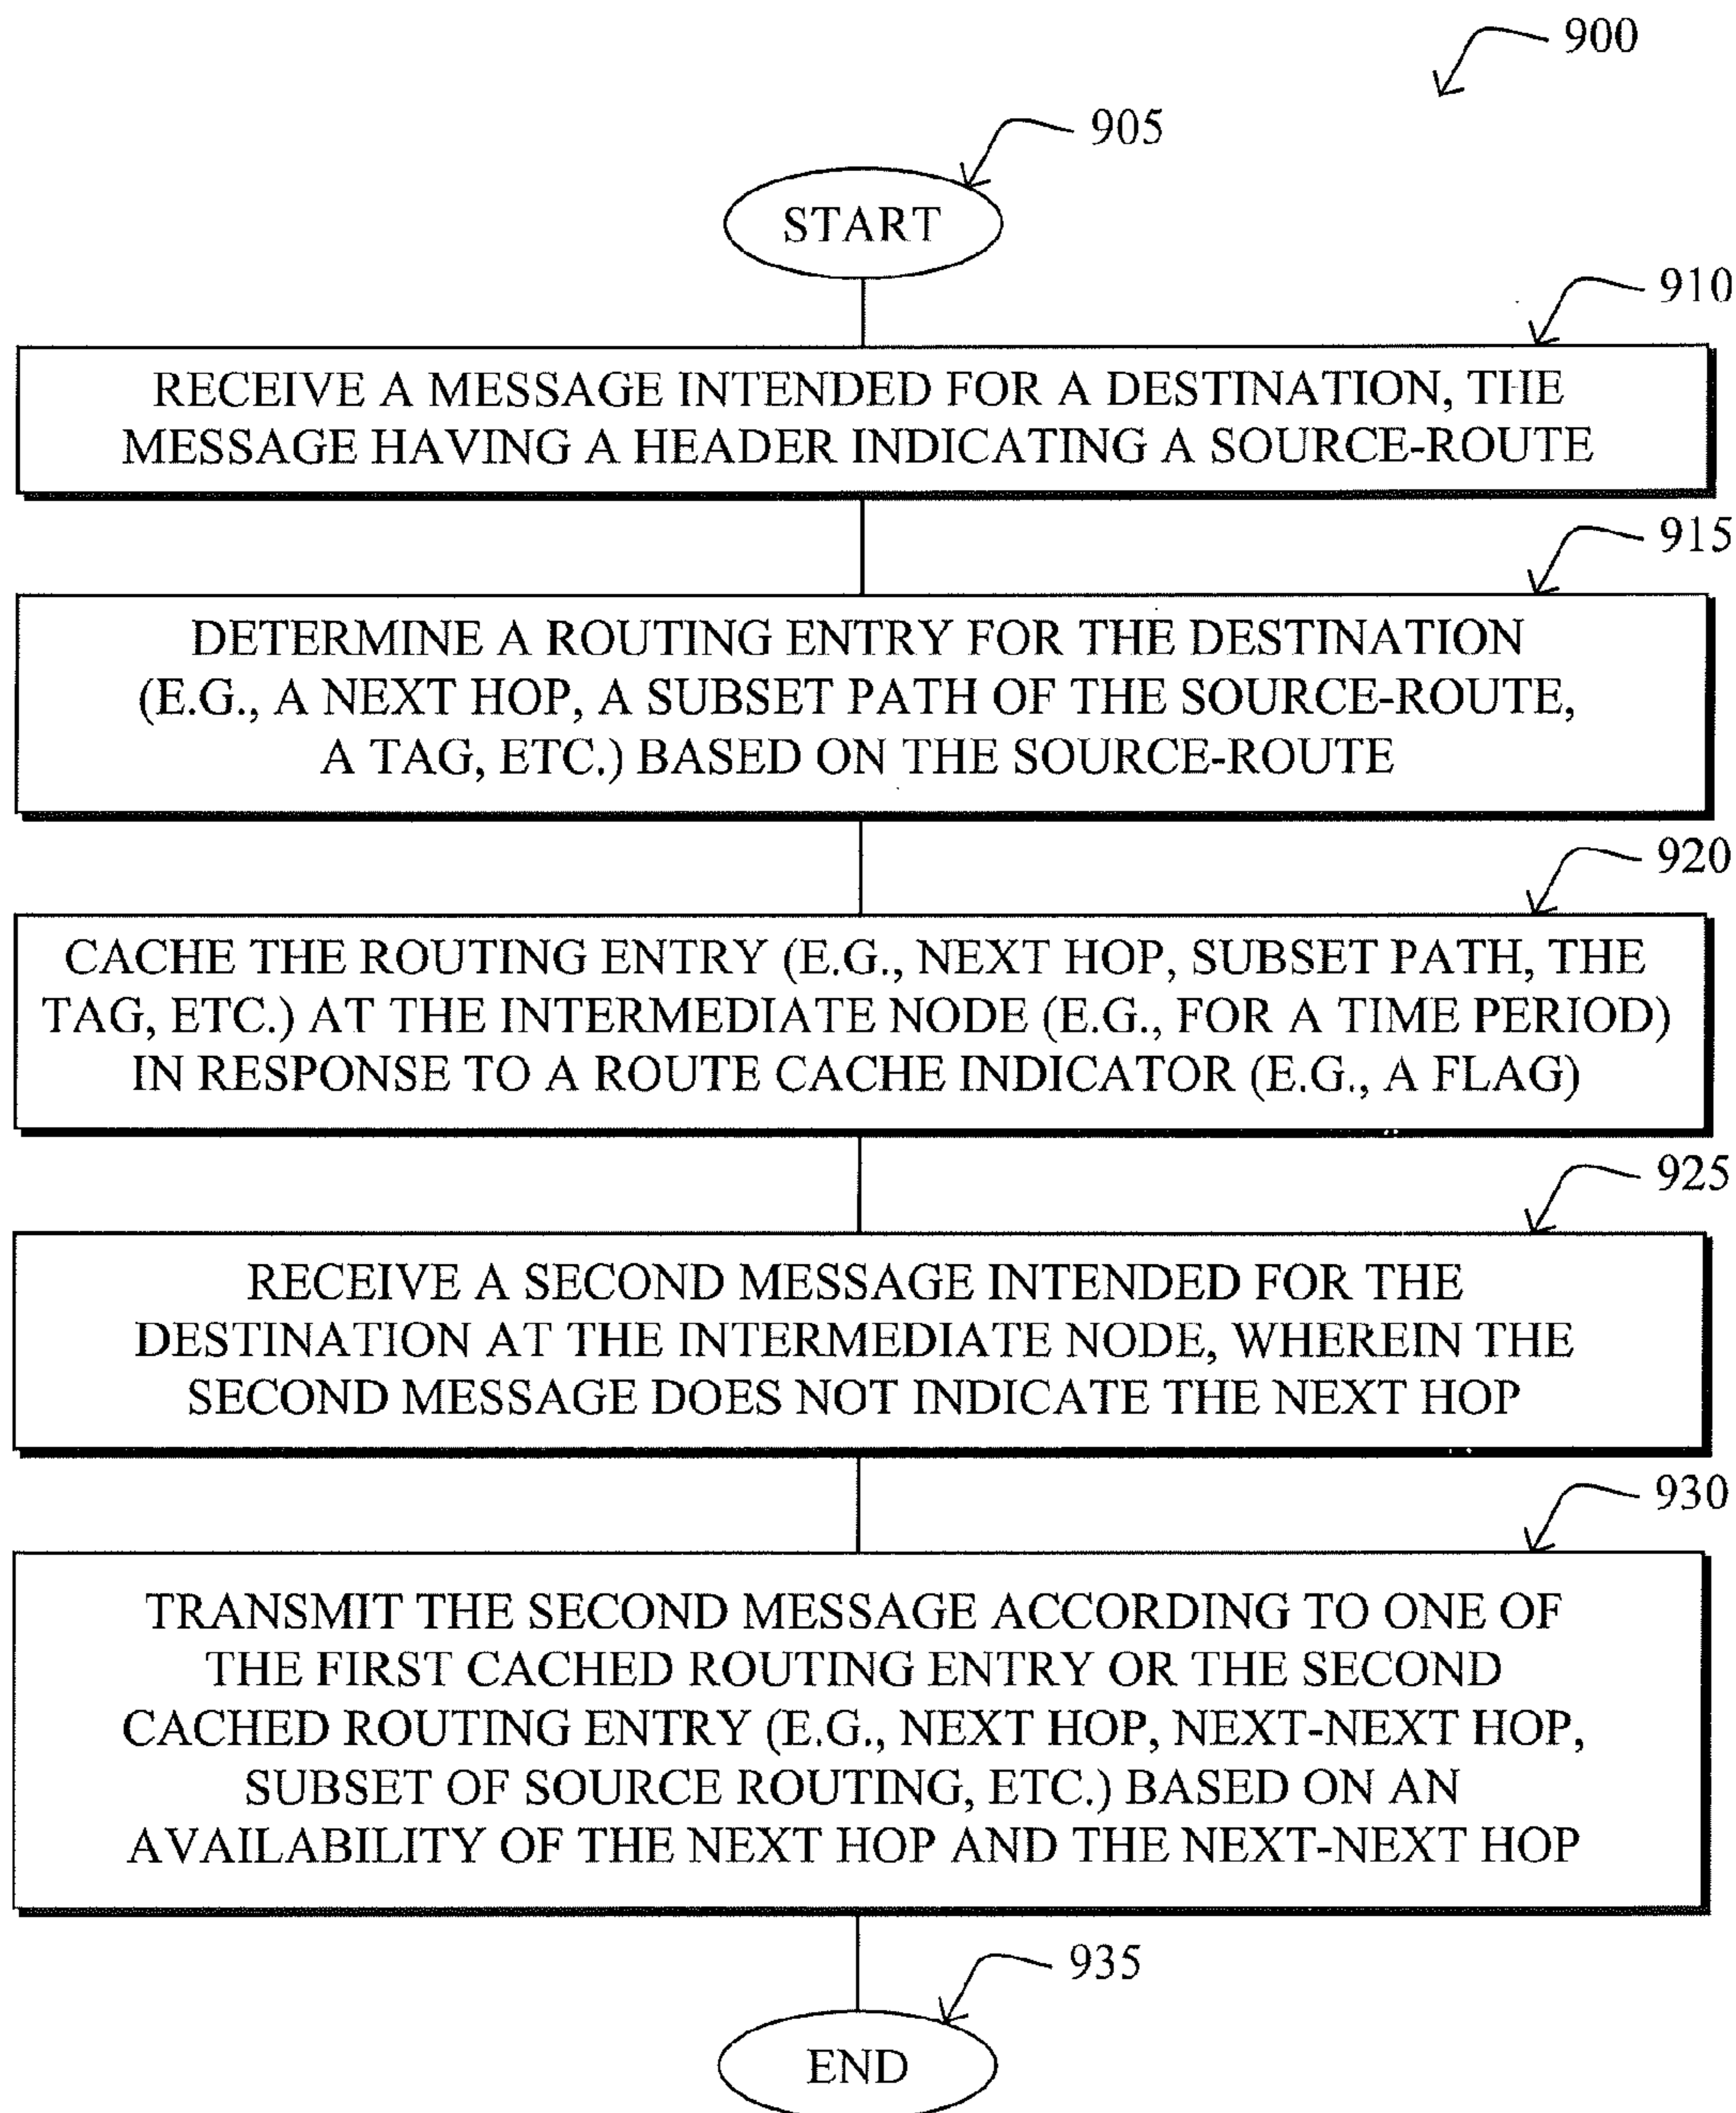 900
905
START
910
RECEIVE A MESSAGE INTENDED FOR A DESTINATION, THE
MESSAGE HAVING A HEADER INDICATING A SOURCE-ROUTE
915
DETERMINE A ROUTING ENTRY FOR THE DESTINATION
(E.G., A NEXT HOP, A SUBSET PATH OF THE SOURCE-ROUTE,
A TAG, ETC.) BASED ON THE SOURCE-ROUTE
920
CACHE THE ROUTING ENTRY (E.G., NEXT HOP, SUBSET PATH, THE
TAG, ETC.) AT THE INTERMEDIATE NODE (E.G., FOR A TIME PERIOD)
IN RESPONSE TO A ROUTE CACHE INDICATOR (E.G., A FLAG)
925
RECEIVE A SECOND MESSAGE INTENDED FOR THE
DESTINATION AT THE INTERMEDIATE NODE, WHEREIN THE
SECOND MESSAGE DOES NOT INDICATE THE NEXT HOP
930
TRANSMIT THE SECOND MESSAGE ACCORDING TO ONE OF
THE FIRST CACHED ROUTING ENTRY OR THE SECOND
CACHED ROUTING ENTRY (E.G., NEXT HOP, NEXT-NEXT HOP,
SUBSET OF SOURCE ROUTING, ETC.) BASED ON AN
AVAILABILITY OF THE NEXT HOP AND THE NEXT-NEXT HOP
935
END